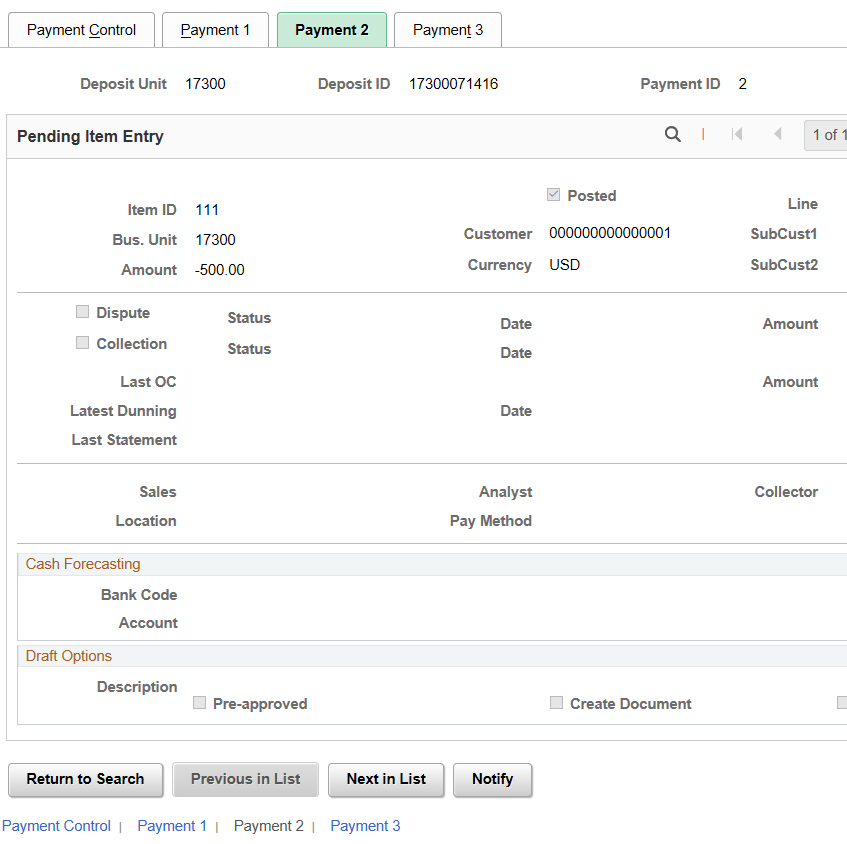 Payment Control Payment 1 Payment 2 Payment 3
Deposit Unit 17300 Deposit ID 17300071416 Payment ID 2
Pending Item Entry | 1 of 1
Posted Line
Item ID 111
Customer 000000000000001 SubCust1
Bus. Unit 17300
Currency USD SubCust2
Amount -500.00
Dispute Status Date Amount
Collection Status Date
Last OC Amount
Latest Dunning Date
Last Statement
Sales Analyst Collector
Location Pay Method
Cash Forecasting
Bank Code
Account
Draft Options
Description
Pre-approved Create Document
Return to Search Previous in List Next in List Notify
Payment Control | Payment 1 | Payment 2 | Payment 3